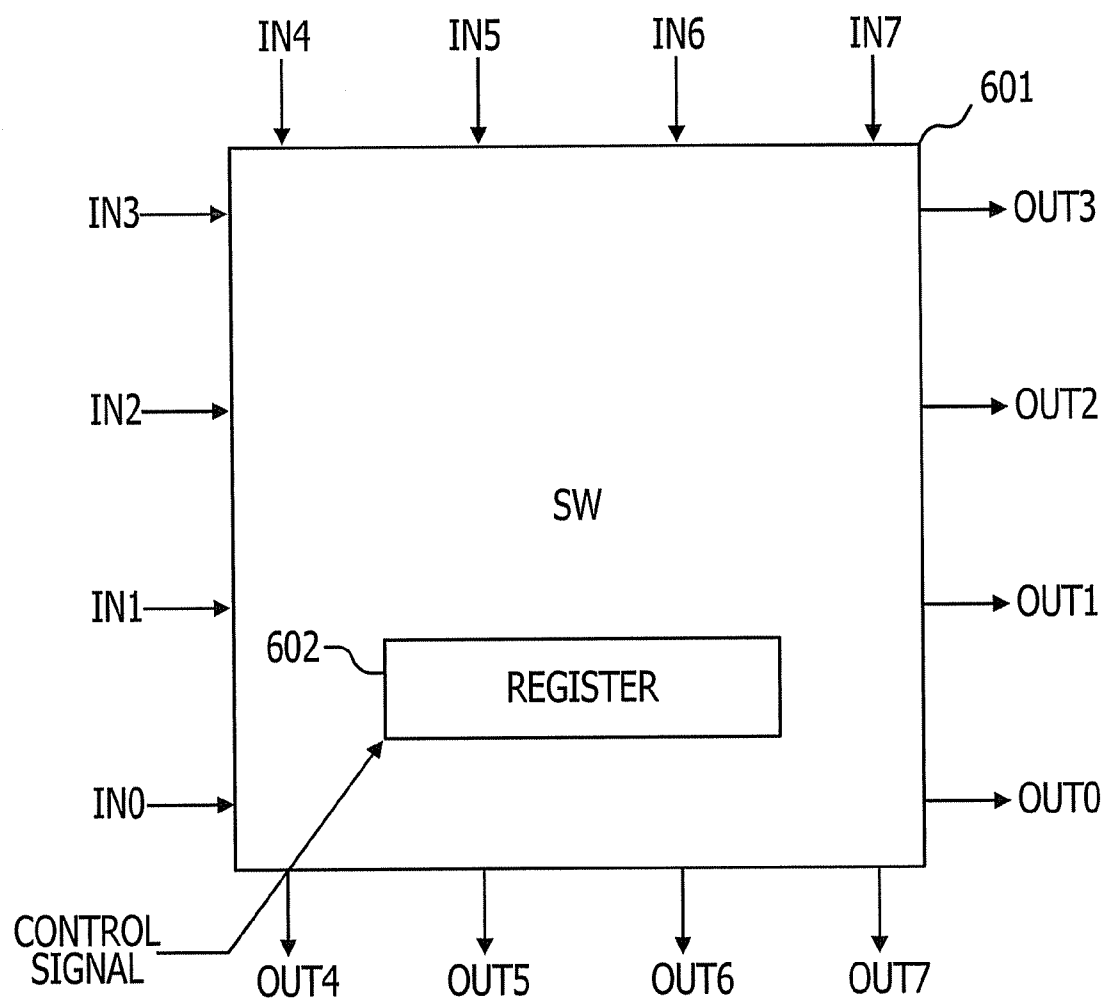 IN4 IN5 IN6 IN7
601
IN3 OUT3
IN2 OUT2
SW
IN1 OUT1
602
REGISTER
IN0 OUT0
CONTROL
SIGNAL
OUT4 OUT5 OUT6 OUT7